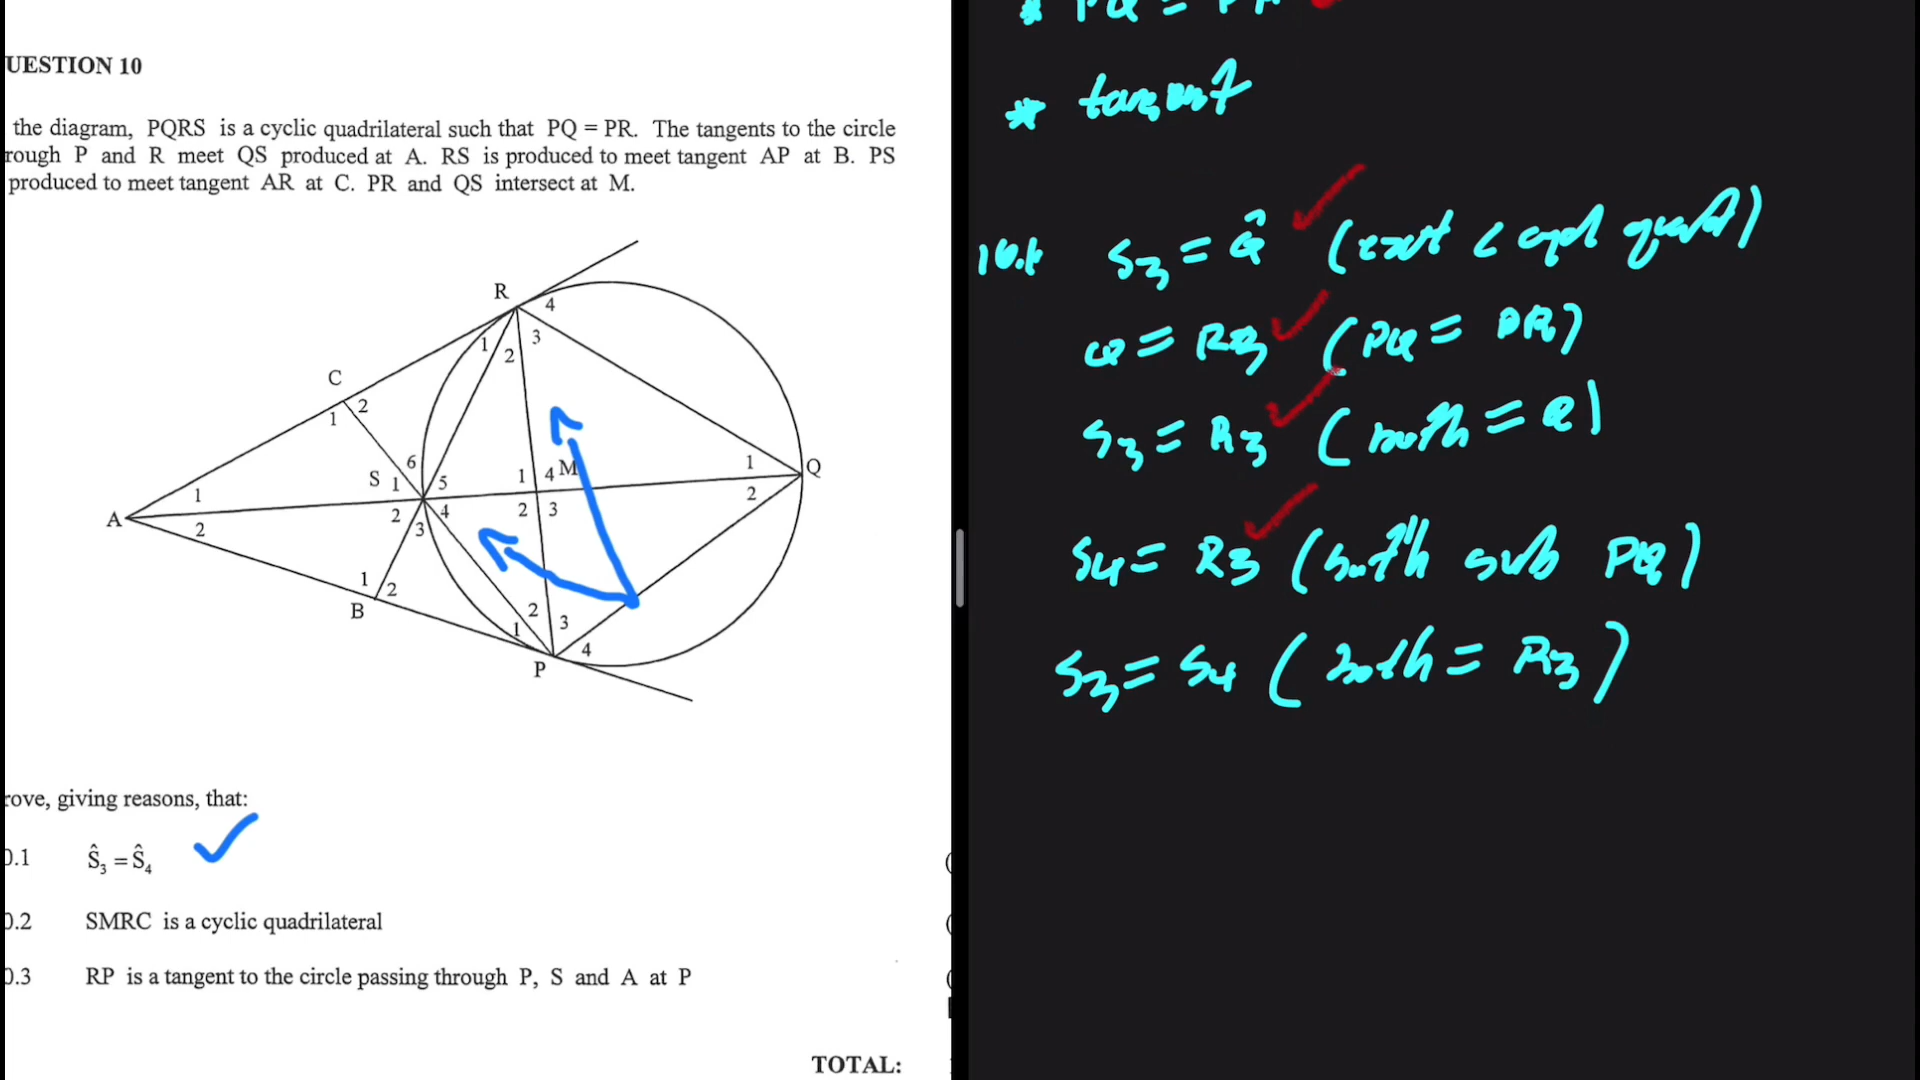 UESTION 10
the diagram, PQRS is a cyclic quadrilateral such that PQ = PR. The tangents to the circle
rough P and R meet QS produced at A. RS is produced to meet tangent AP at B. PS
produced to meet tangent AR at C. PR and QS intersect at M.
R
4
3
1
2
C
2
1
6
S
1
5
1
4
M
1
Q
1
A
2
2
3
4
2
3
2
1
2
B
2
3
1
4
P
rove, giving reasons, that:
0.1 Ŝ₃ = Ŝ₄
0.2 SMRC is a cyclic quadrilateral
0.3 RP is a tangent to the circle passing through P, S and A at P
TOTAL:
* PQ = PR
* tangent
10.1 S3 = Q̂ (ext < cycl quad)
Q = R3 (PQ = PR)
S3 = R3 (both = Q)
S4 = R3 (both sub PQ)
S3 = S4 (both = R3)